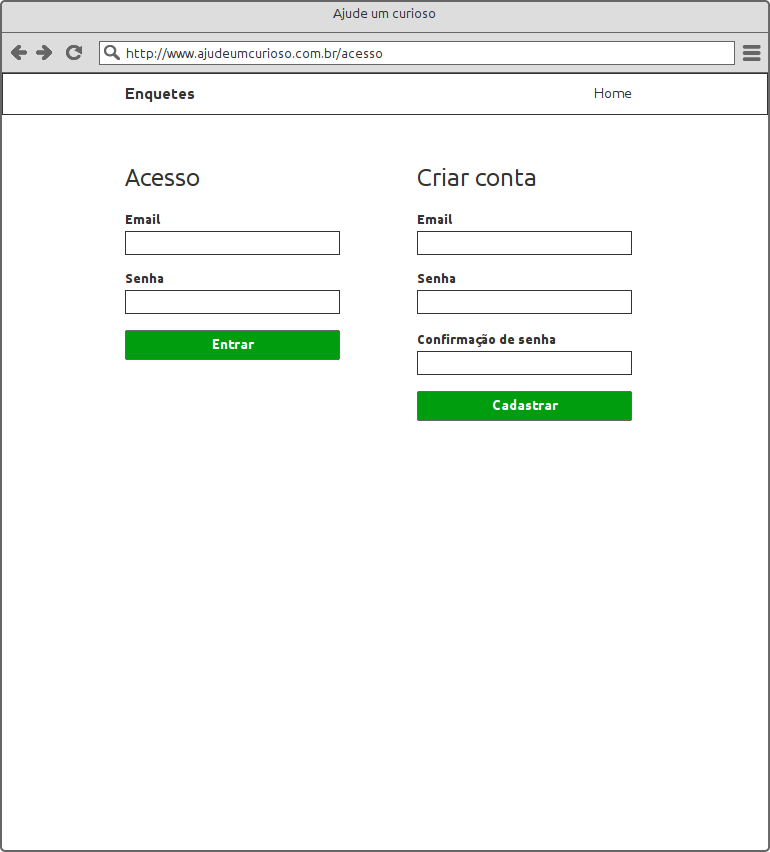 Ajude um curioso
http://www.ajudeumcurioso.com.br/acesso
Enquetes Home
Acesso
Email
Senha
Entrar
Criar conta
Email
Senha
Confirmação de senha
Cadastrar